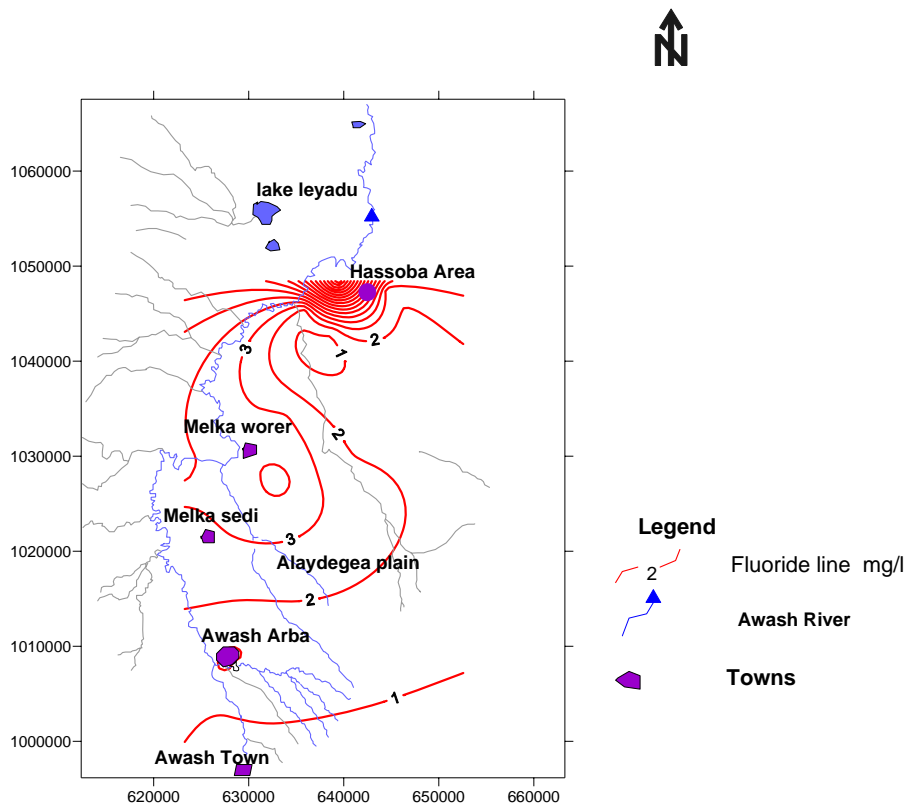 N
1060000
lake leyadu
1050000
Hassoba Area
3
2
1
1040000
Melka worer
2
1030000
Melka sedi
3
1020000
Alaydegea plain
2
1010000
Awash Arba
1
1000000
Awash Town
620000 630000 640000 650000 660000
Legend
2 Fluoride line mg/l
Awash River
Towns